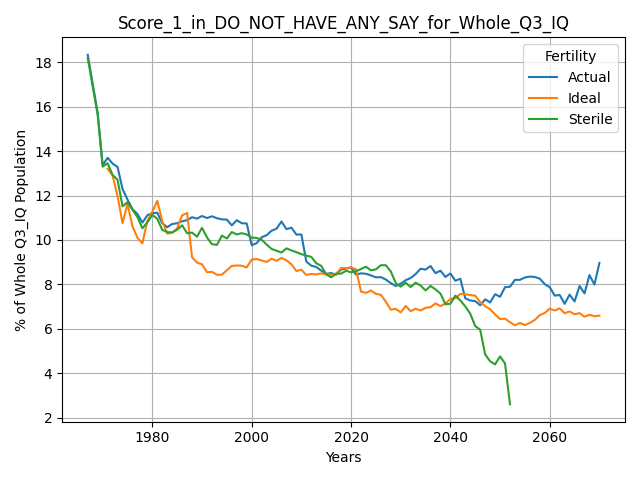 Score_1_in_DO_NOT_HAVE_ANY_SAY_for_Whole_Q3_IQ
Fertility
Actual
Ideal
Sterile
% of Whole Q3_IQ Population
18
16
14
12
10
8
6
4
2
1980 2000 2020 2040 2060
Years